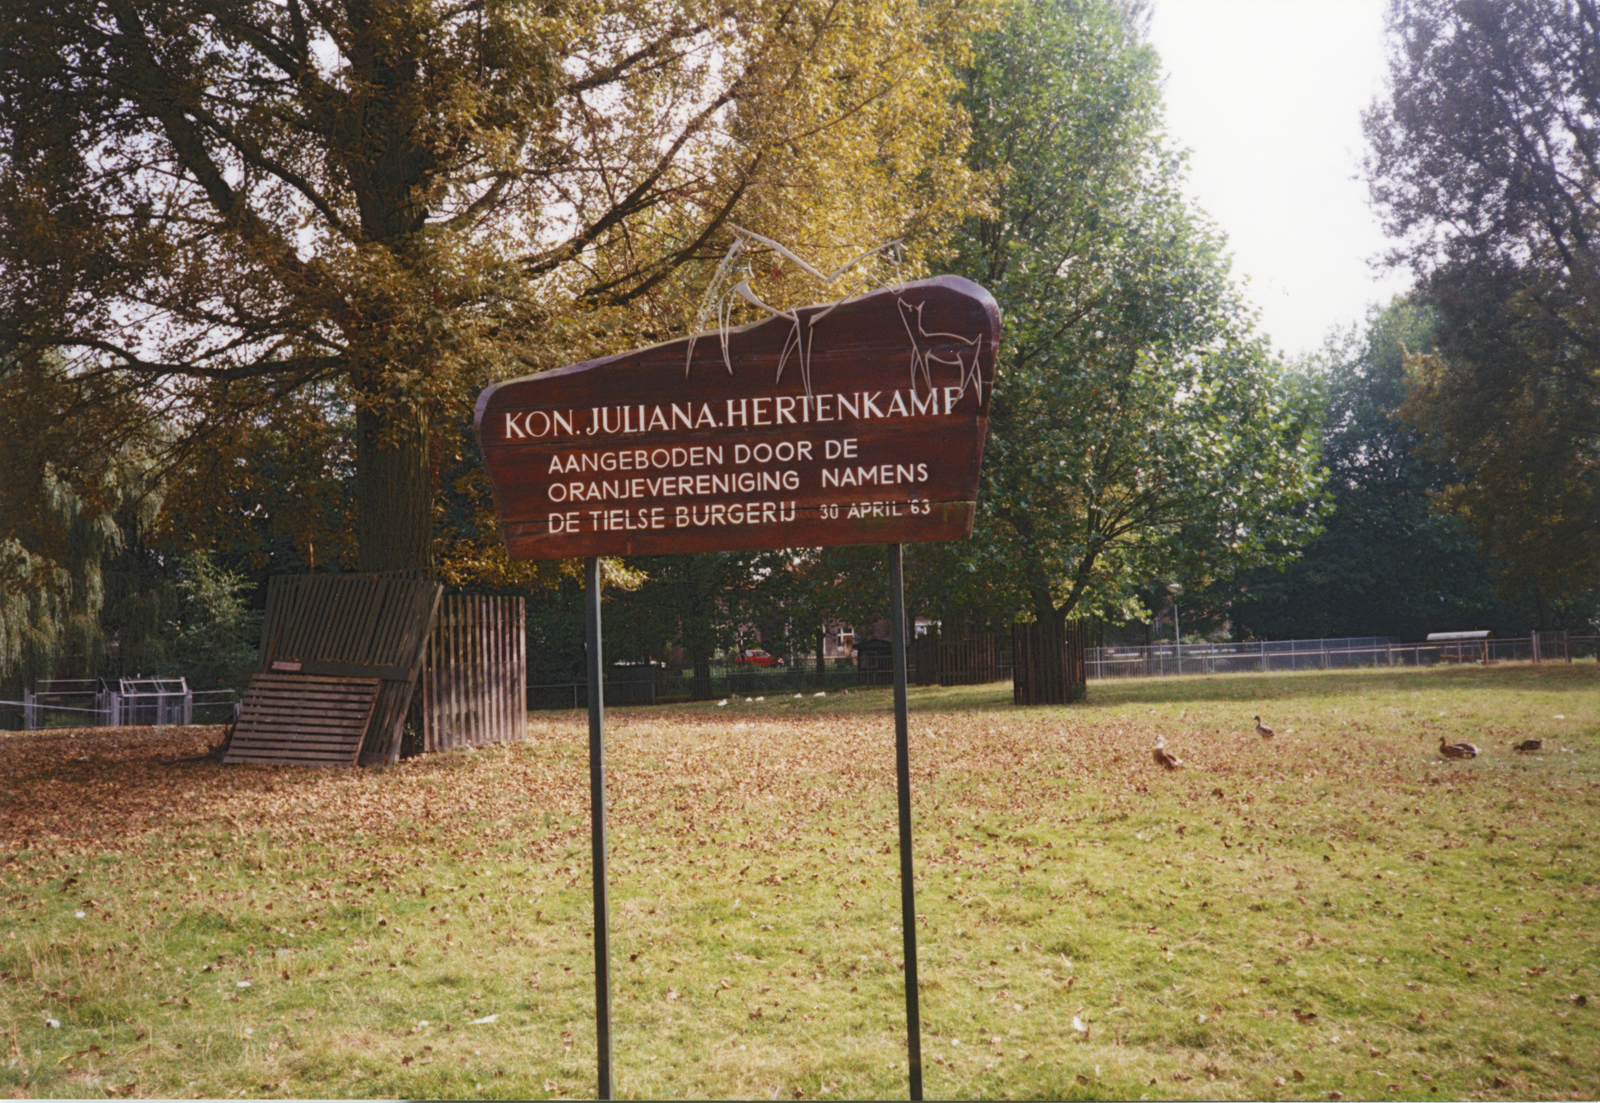 KON. JULIANA. HERTENKAMP
AANGEBODEN DOOR DE
ORANJEVERENIGING NAMENS
DE TIELSE BURGERIJ 30 APRIL '63